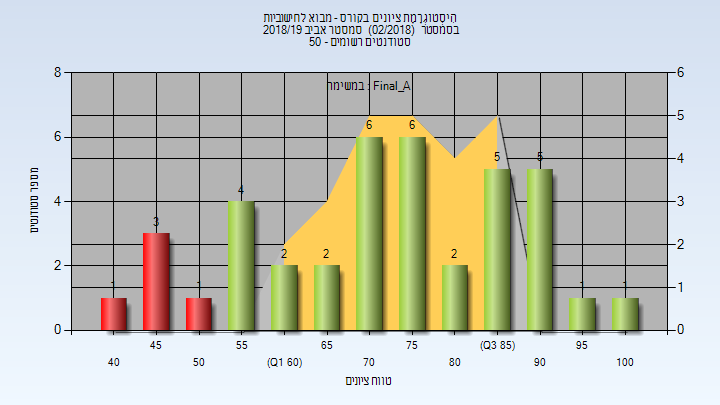 היסטוגרמת ציונים בקורס - מבוא לחישוביות
בסמסטר (02/2018) סמסטר אביב 2018/19
סטודנטים רשומים - 50
במשימה : Final_A
8 6 4 2 0
מספר סטודנטים
6 5 4 3 2 1 0
1 3 1 4 2 2 6 6 2 5 5 1 1
45 55 65 75 (Q3 85) 95
40 50 (Q1 60) 70 80 90 100
טווח ציונים